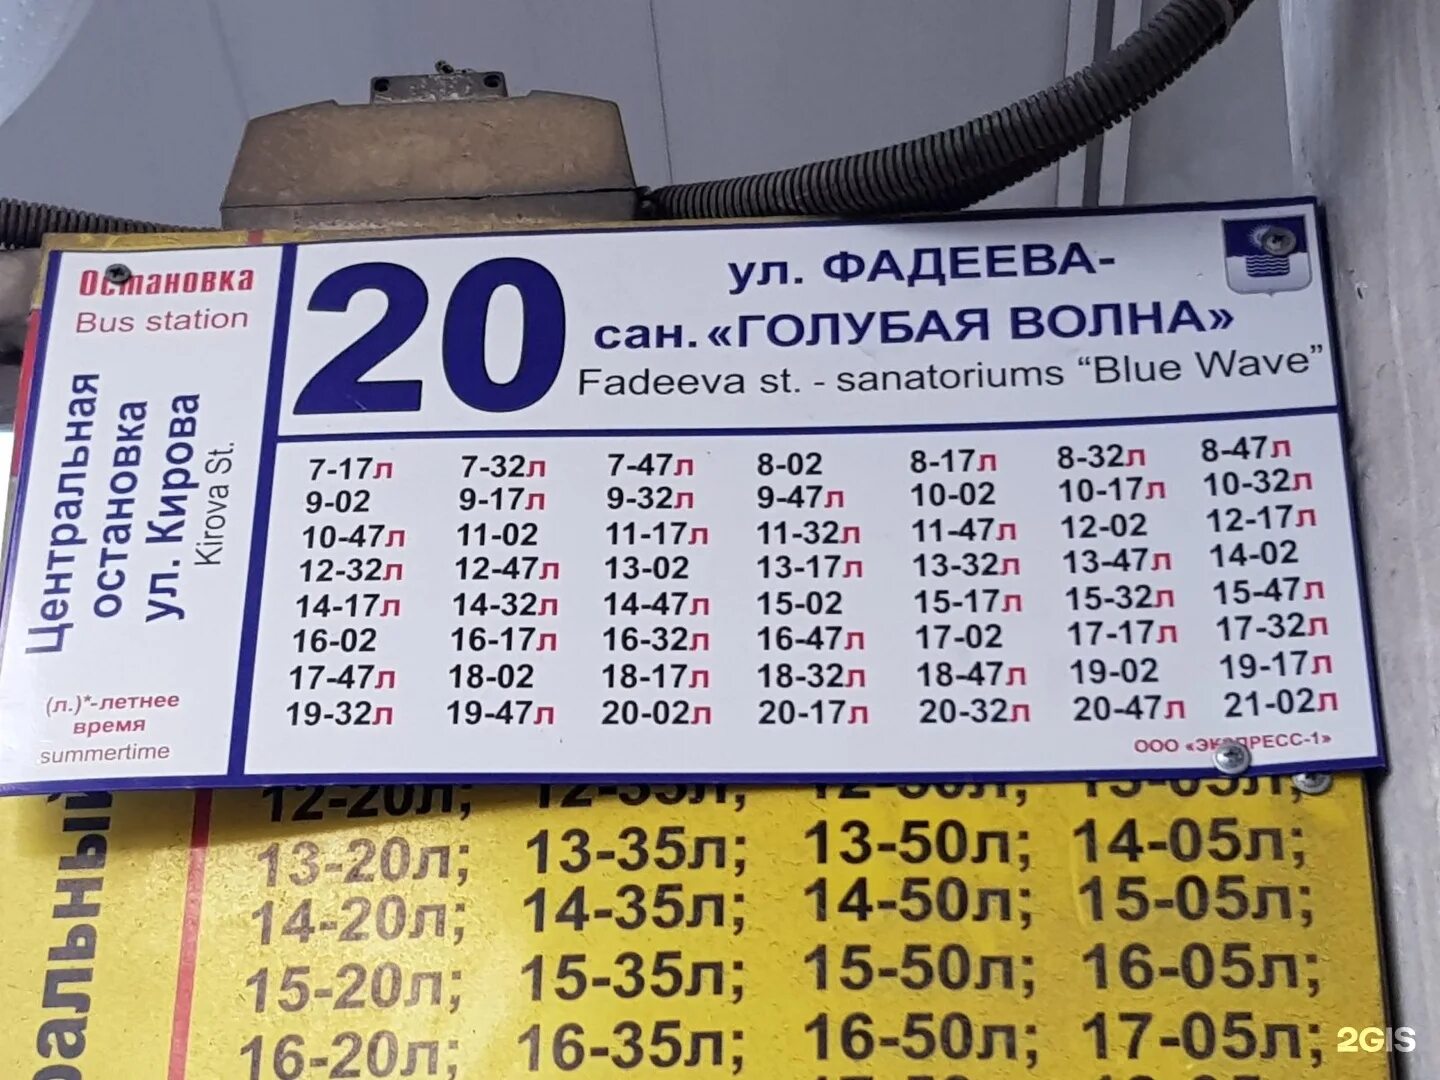 Остановка
Bus station
Центральная
остановка
ул. Кирова
Kirova St.
(л.)*-летнее
время
summertime
20
ул. ФАДЕЕВА-
сан. «ГОЛУБАЯ ВОЛНА»
Fadeeva st. - sanatoriums “Blue Wave”
7-17л 7-32л 7-47л 8-02 8-17л 8-32л 8-47л
9-02 9-17л 9-32л 9-47л 10-02 10-17л 10-32л
10-47л 11-02 11-17л 11-32л 11-47л 12-02 12-17л
12-32л 12-47л 13-02 13-17л 13-32л 13-47л 14-02
14-17л 14-32л 14-47л 15-02 15-17л 15-32л 15-47л
16-02 16-17л 16-32л 16-47л 17-02 17-17л 17-32л
17-47л 18-02 18-17л 18-32л 18-47л 19-02 19-17л
19-32л 19-47л 20-02л 20-17л 20-32л 20-47л 21-02л
ООО «ЭКСПРЕСС-1»
12-20л; 12-35л; 12-50л; 13-05л;
13-20л; 13-35л; 13-50л; 14-05л;
14-20л; 14-35л; 14-50л; 15-05л;
15-20л; 15-35л; 15-50л; 16-05л;
16-20л; 16-35л; 16-50л; 17-05л;
2GIS